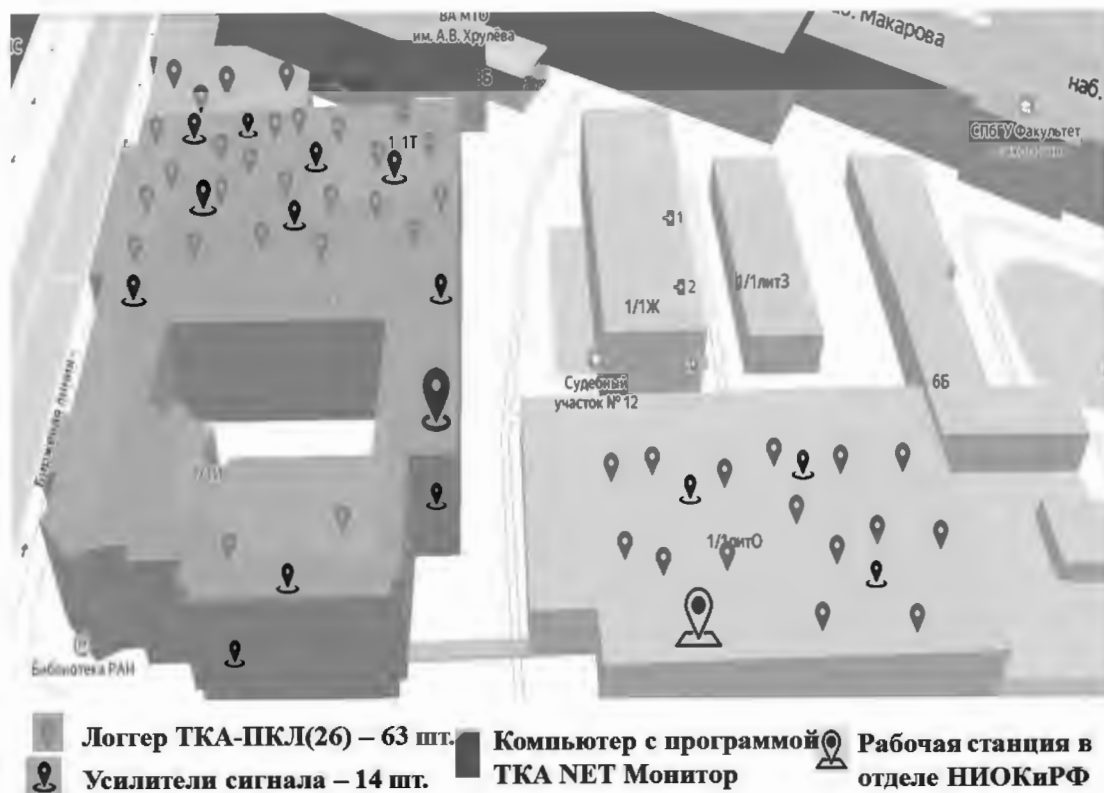 ВА МТО
им. А.В. Хрулёва
Макарова
наб.
СПбГУ Факультет
1 1Т
1
2
1/1Ж
1/1литЗ
Судебный
участок № 12
6Б
1/1литО
Биржевая линия
Библиотека РАН
Логгер ТКА-ПКЛ(26) – 63 шт.
Усилители сигнала – 14 шт.
Компьютер с программой
ТКА NET Монитор
Рабочая станция в
отделе НИОКиРФ